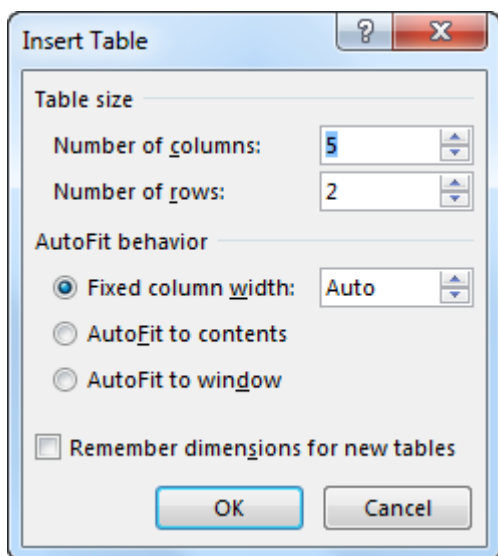 Insert Table
Table size
Number of columns: 5
Number of rows: 2
AutoFit behavior
Fixed column width: Auto
AutoFit to contents
AutoFit to window
Remember dimensions for new tables
OK Cancel